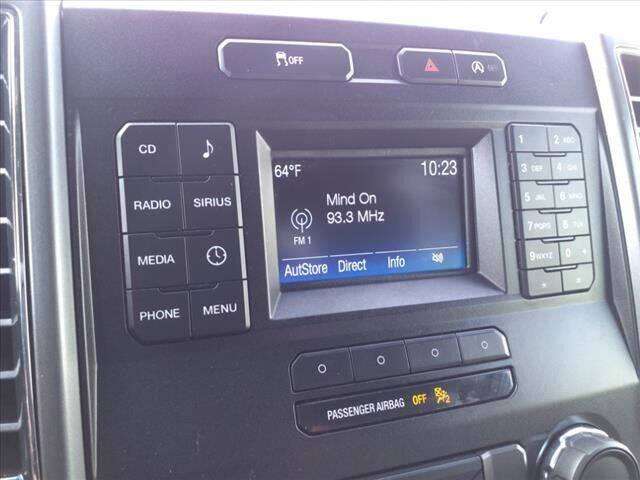 OFF
A OFF
CD
RADIO SIRIUS
MEDIA
PHONE MENU
64°F 10:23
Mind On
93.3 MHz
FM 1
AutStore Direct Info
1 2 ABC
3 DEF 4 GHI
5 JKL 6 MNO
7 PQRS 8 TUV
9 WXYZ 0 +
* #
PASSENGER AIRBAG OFF 2